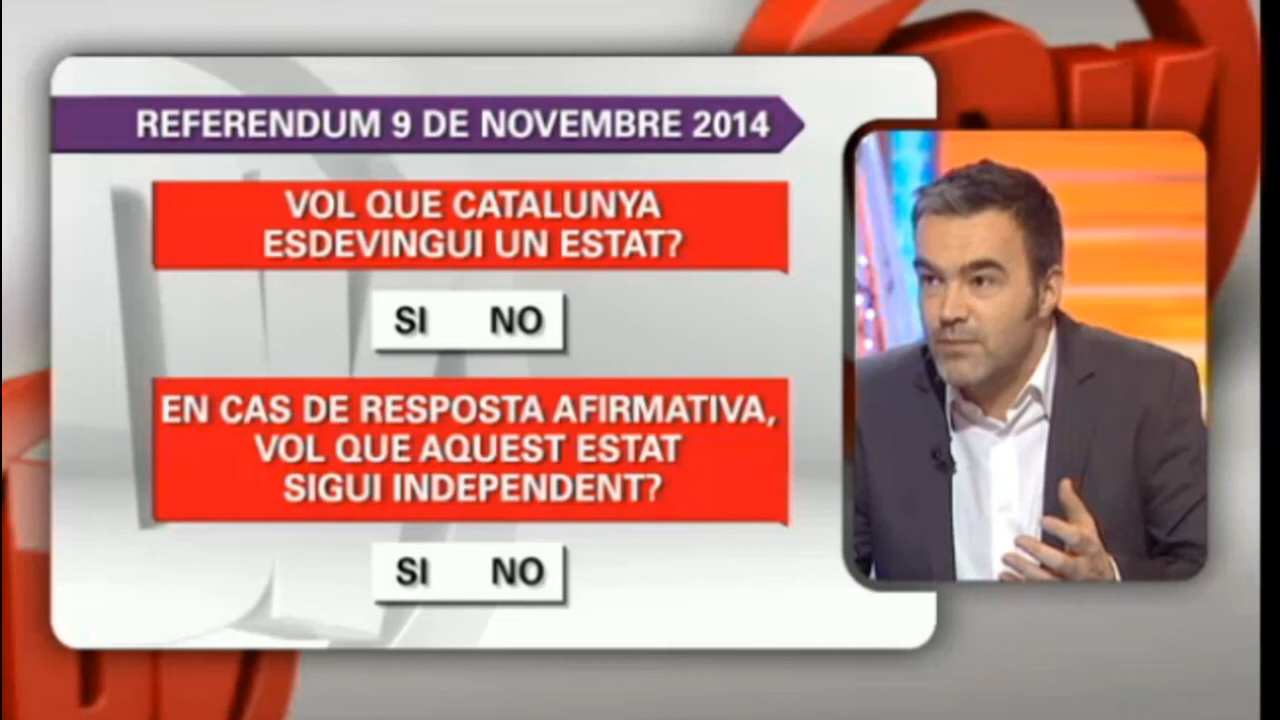 REFERENDUM 9 DE NOVEMBRE 2014
VOL QUE CATALUNYA
ESDEVINGUI UN ESTAT?
SI NO
EN CAS DE RESPOSTA AFIRMATIVA,
VOL QUE AQUEST ESTAT
SIGUI INDEPENDENT?
SI NO